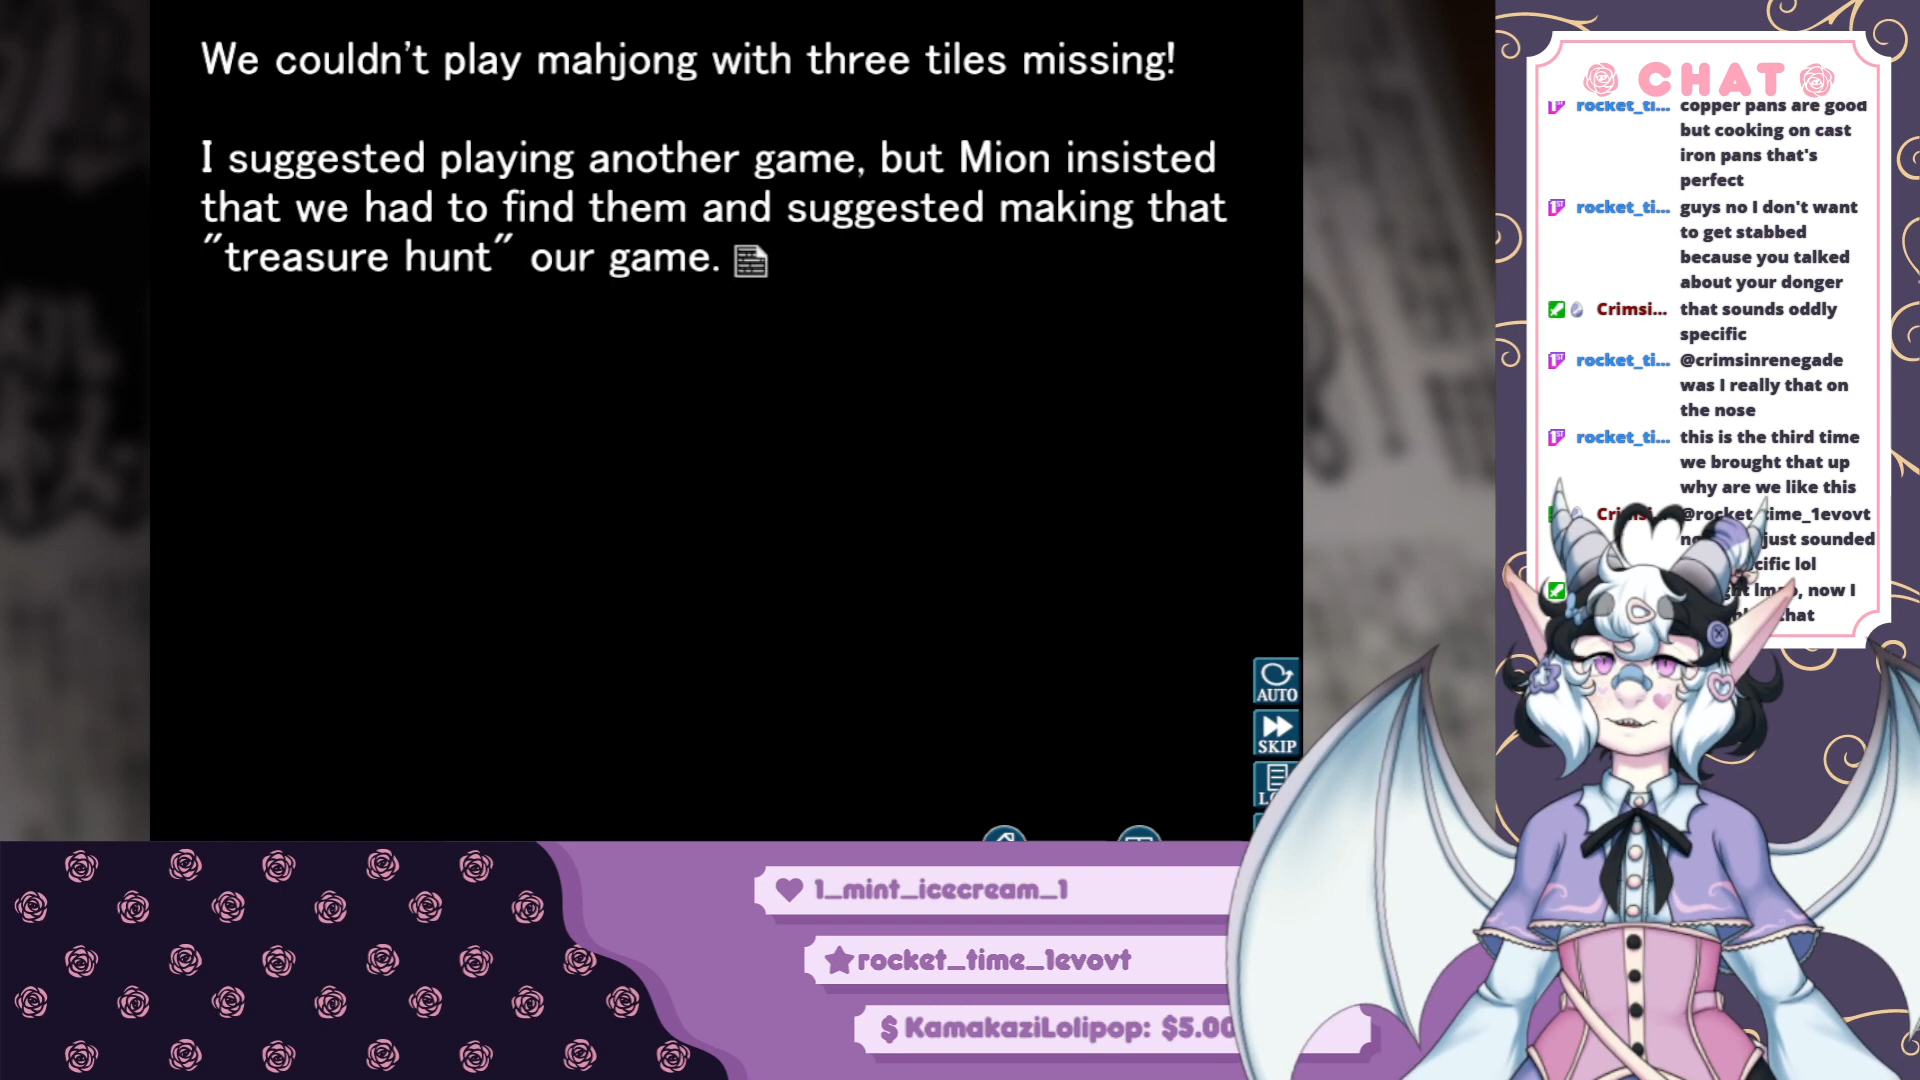 We couldn't play mahjong with three tiles missing!
I suggested playing another game, but Mion insisted
that we had to find them and suggested making that
"treasure hunt" our game.
AUTO
SKIP
CHAT
rocket_ti... copper pans are good
but cooking on cast
iron pans that's
perfect
rocket_ti... guys no I don't want
to get stabbed
because you talked
about your donger
Crimsi... that sounds oddly
specific
rocket_ti... @crimsinrenegade
was I really that on
the nose
rocket_ti... this is the third time
we brought that up
why are we like this
just sounded
lol
now I
that
1_mint_icecream_1
rocket_time_1evovt
$ KamakaziLolipop: $5.00